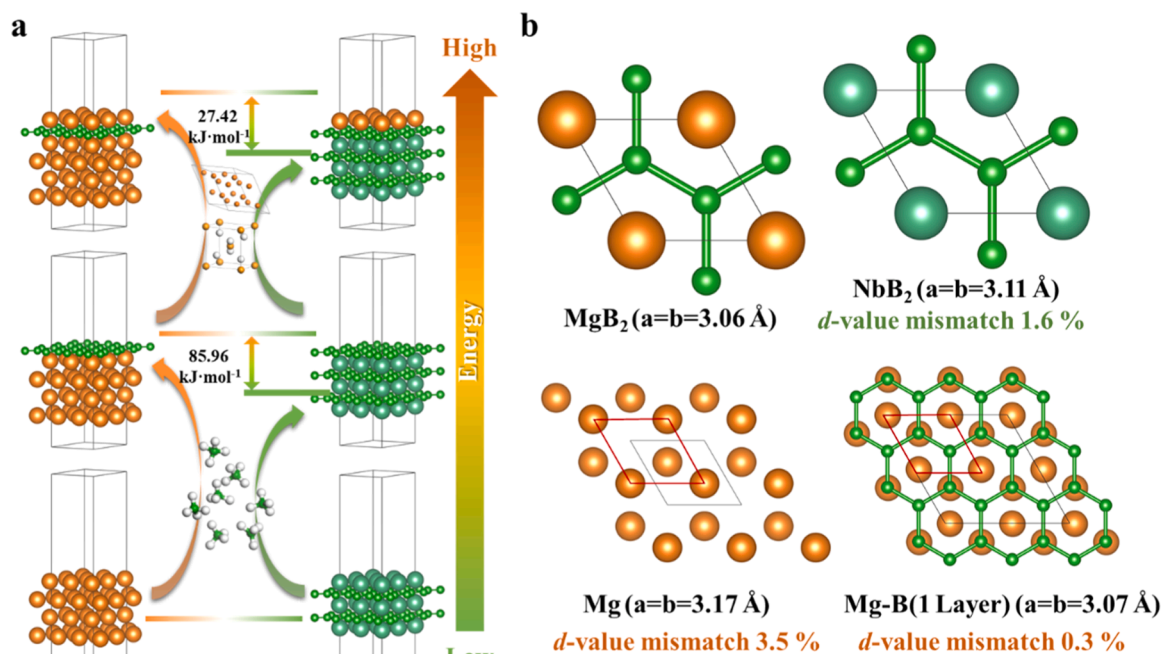 a
High
27.42
kJ·mol⁻¹
85.96
kJ·mol⁻¹
Energy
b
MgB₂ (a=b=3.06 Å)
NbB₂ (a=b=3.11 Å)
d-value mismatch 1.6 %
Mg (a=b=3.17 Å)
d-value mismatch 3.5 %
Mg-B(1 Layer) (a=b=3.07 Å)
d-value mismatch 0.3 %